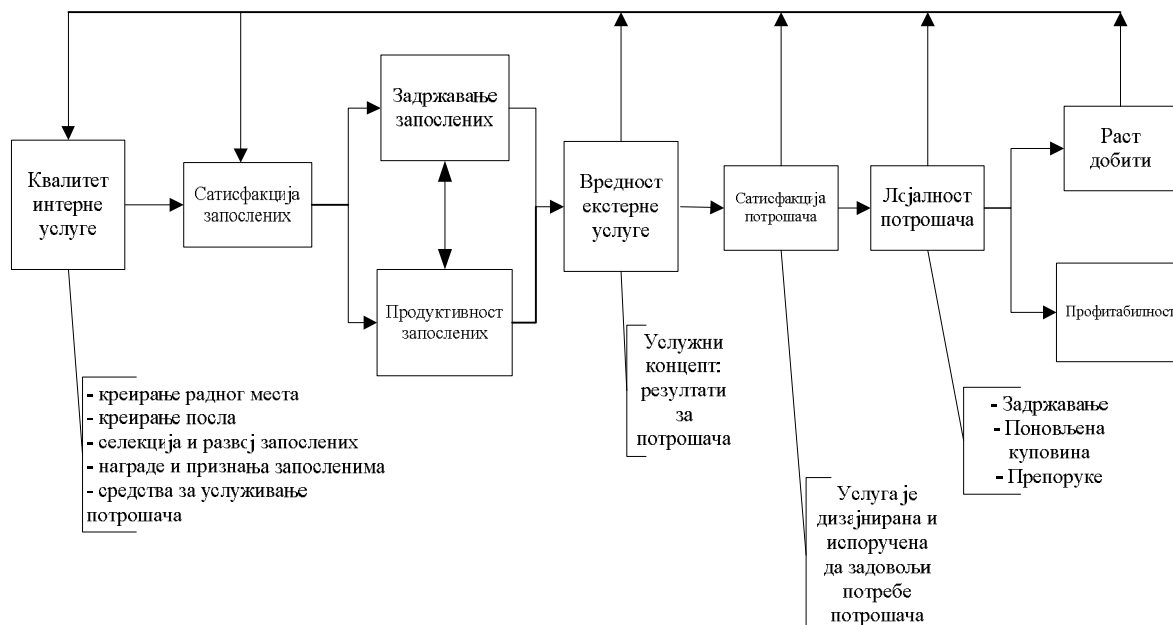 Квалитет
интерне
услуге
Сатисфакција
запослених
Задржавање
запослених
Продуктивност
запослених
Вредност
екстерне
услуге
Сатисфакција
потрошача
Лојалност
потрошача
Раст
добити
Профитабилност
- креирање радног места
- креирање посла
- селекција и развој запослених
- награде и признања запосленима
- средства за услуживање
потрошача
Услужни
концепт:
резултати
за
потрошача
Услуга је
дизајнирана и
испоручена
да задовољи
потребе
потрошача
- Задржавање
- Поновљена
куповина
- Препоруке